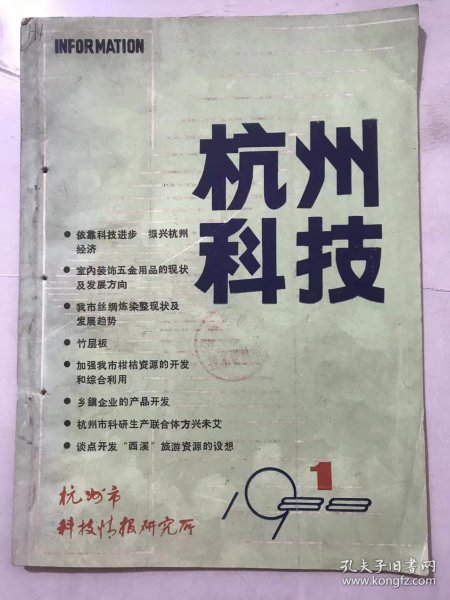 INFORMATION
杭州
科技
依靠科技进步 振兴杭州
经济
室内装饰五金用品的现状
及发展方向
我市丝绸炼染整现状及
发展趋势
竹层板
加强我市柑桔资源的开发
和综合利用
乡鎮企业的产品开发
杭州市科研生产联合体方兴未艾
谈点开发“西溪”旅游资源的设想
1
杭州市
科技情报研究所
孔夫子旧书网
www.kongfz.com